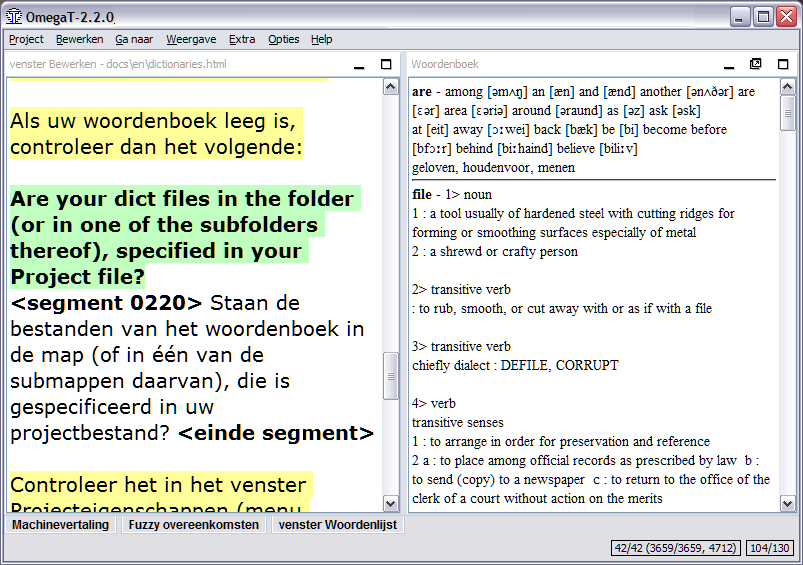 OmegaT-2.2.0
Project Bewerken Ga naar Weergave Extra Opties Help
venster Bewerken - docs\en\dictionaries.html
Als uw woordenboek leeg is,
controleer dan het volgende:
Are your dict files in the folder
(or in one of the subfolders
thereof), specified in your
Project file?
<segment 0220> Staan de
bestanden van het woordenboek in
de map (of in één van de
submappen daarvan), die is
gespecificeerd in uw
projectbestand? <einde segment>
Controleer het in het venster
Projecteigenschappen (menu
Woordenboek
are - among [əmʌŋ] an [æn] and [ænd] another [ənʌðər] are
[ɛər] area [ɛəriə] around [əraund] as [əz] ask [əsk]
at [eit] away [ɔːwei] back [bæk] be [bi] become before
[bfɔːr] behind [biːhaind] believe [biliːv]
geloven, houdenvoor, menen
file - 1> noun
1 : a tool usually of hardened steel with cutting ridges for
forming or smoothing surfaces especially of metal
2 : a shrewd or crafty person
2> transitive verb
: to rub, smooth, or cut away with or as if with a file
3> transitive verb
chiefly dialect : DEFILE, CORRUPT
4> verb
transitive senses
1 : to arrange in order for preservation and reference
2 a : to place among official records as prescribed by law b :
to send (copy) to a newspaper c : to return to the office of the
clerk of a court without action on the merits
Machinevertaling Fuzzy overeenkomsten venster Woordenlijst
42/42 (3659/3659, 4712) 104/130